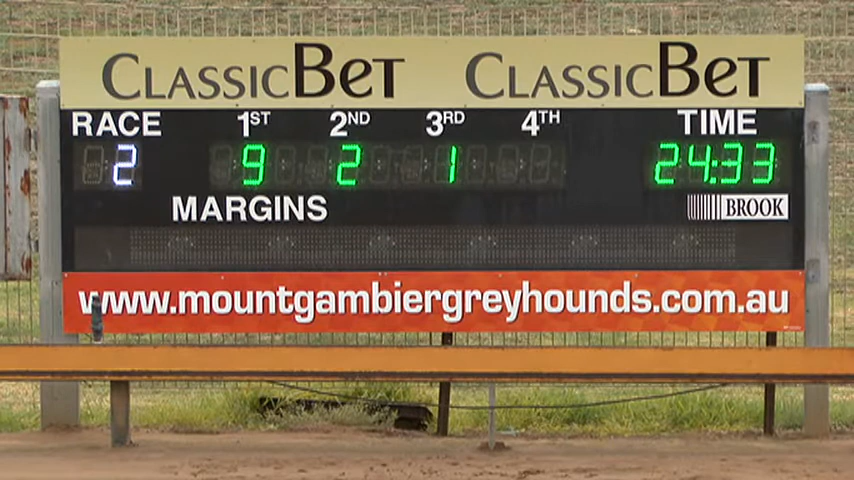 CLASSICBET CLASSICBET
RACE 1ST 2ND 3RD 4TH TIME
2 9 2 1 24:33
MARGINS BROOK
www.mountgambiergreyhounds.com.au